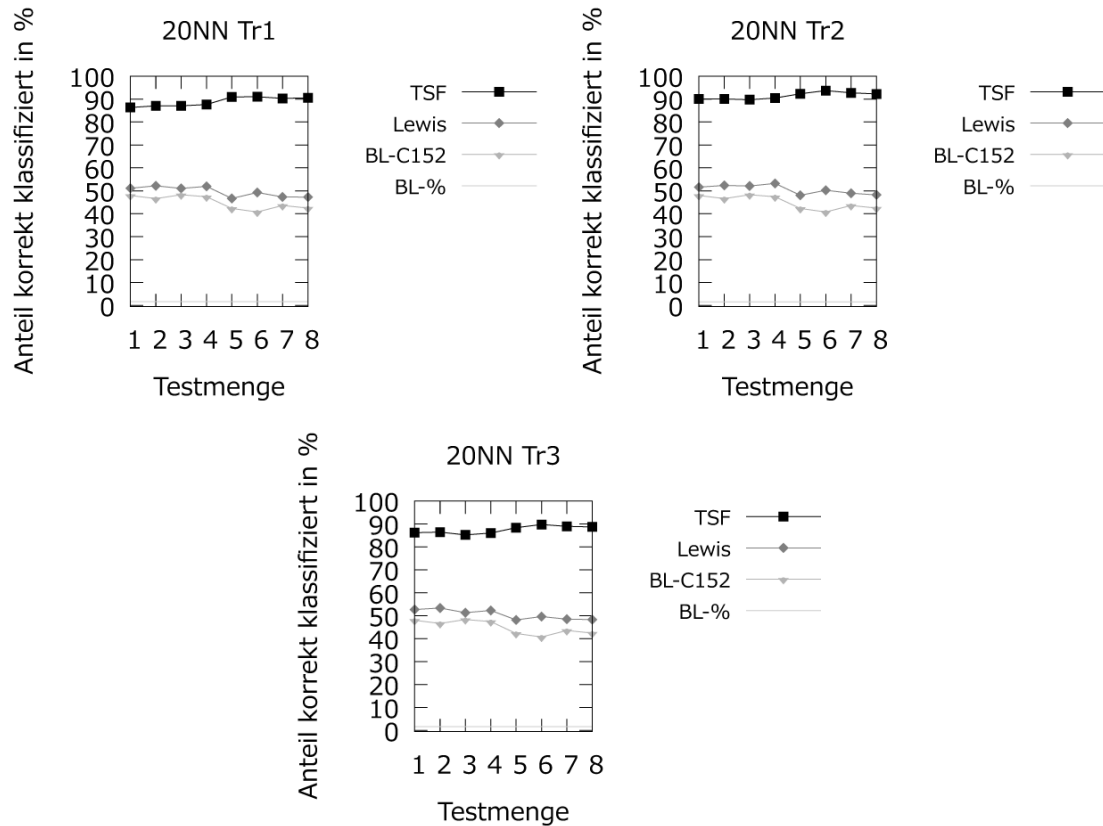 20NN Tr1
Anteil korrekt klassifiziert in %
100
90
80
70
60
50
40
30
20
10
0
1 2 3 4 5 6 7 8
Testmenge
TSF
Lewis
BL-C152
BL-%
20NN Tr2
Anteil korrekt klassifiziert in %
100
90
80
70
60
50
40
30
20
10
0
1 2 3 4 5 6 7 8
Testmenge
TSF
Lewis
BL-C152
BL-%
20NN Tr3
Anteil korrekt klassifiziert in %
100
90
80
70
60
50
40
30
20
10
0
1 2 3 4 5 6 7 8
Testmenge
TSF
Lewis
BL-C152
BL-%